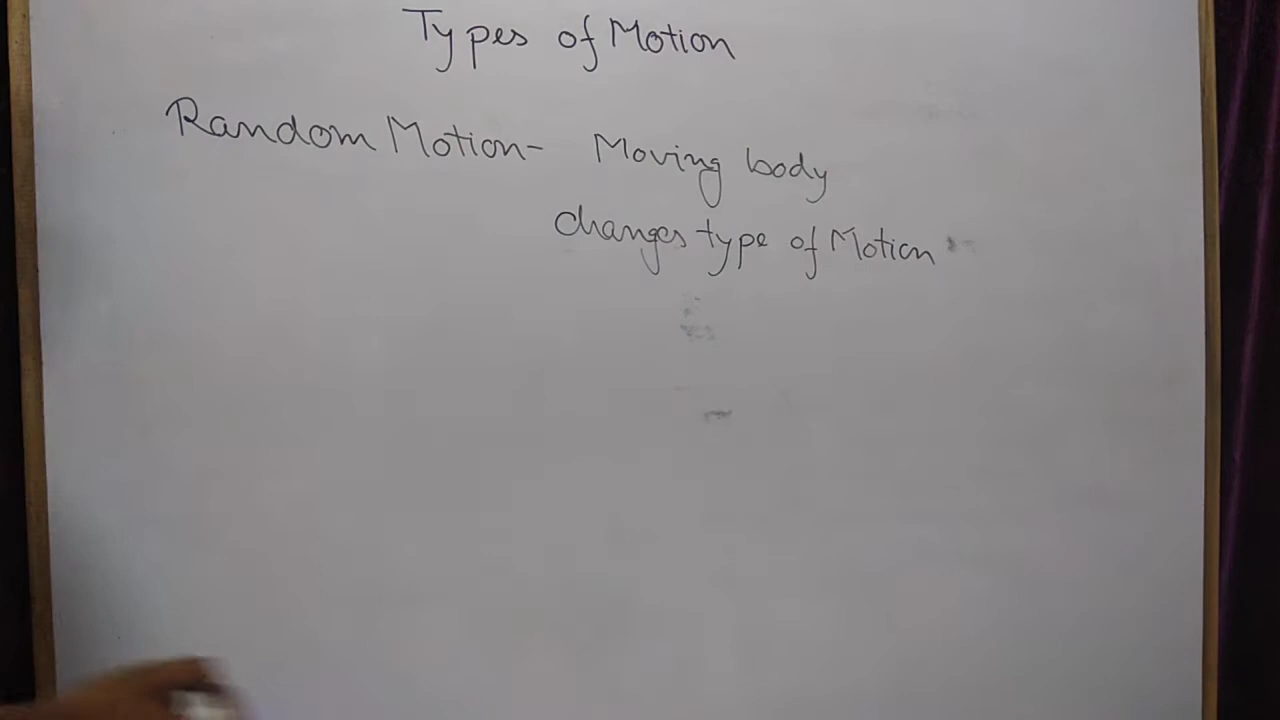 Types of Motion
Random Motion- Moving body
changes type of Motion